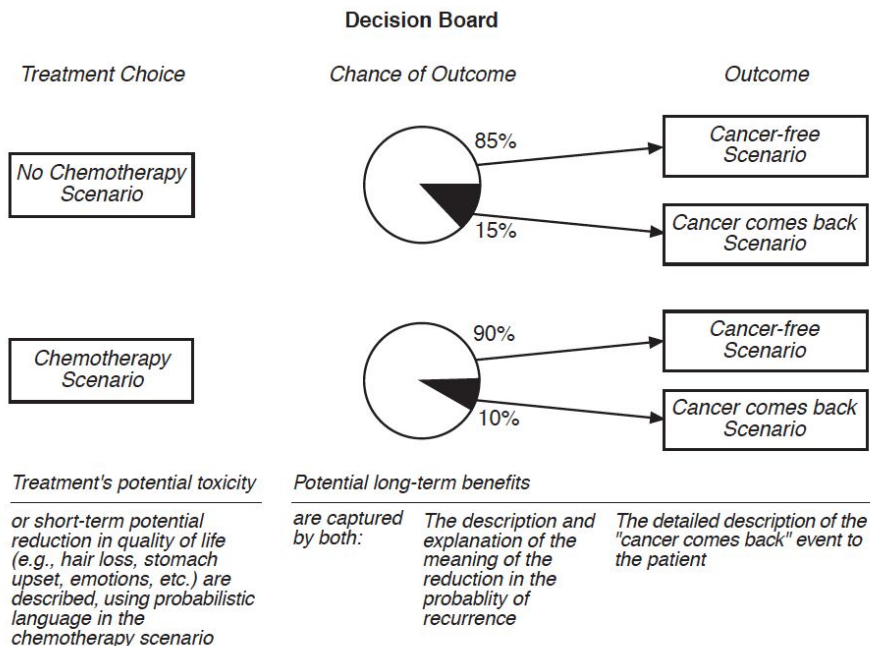 Decision Board
Treatment Choice
Chance of Outcome
Outcome
No Chemotherapy
Scenario
85%
15%
Cancer-free
Scenario
Cancer comes back
Scenario
Chemotherapy
Scenario
90%
10%
Cancer-free
Scenario
Cancer comes back
Scenario
Treatment's potential toxicity
or short-term potential
reduction in quality of life
(e.g., hair loss, stomach
upset, emotions, etc.) are
described, using probabilistic
language in the
chemotherapy scenario
Potential long-term benefits
are captured
by both:
The description and
explanation of the
meaning of the
reduction in the
probablity of
recurrence
The detailed description of the
"cancer comes back" event to
the patient